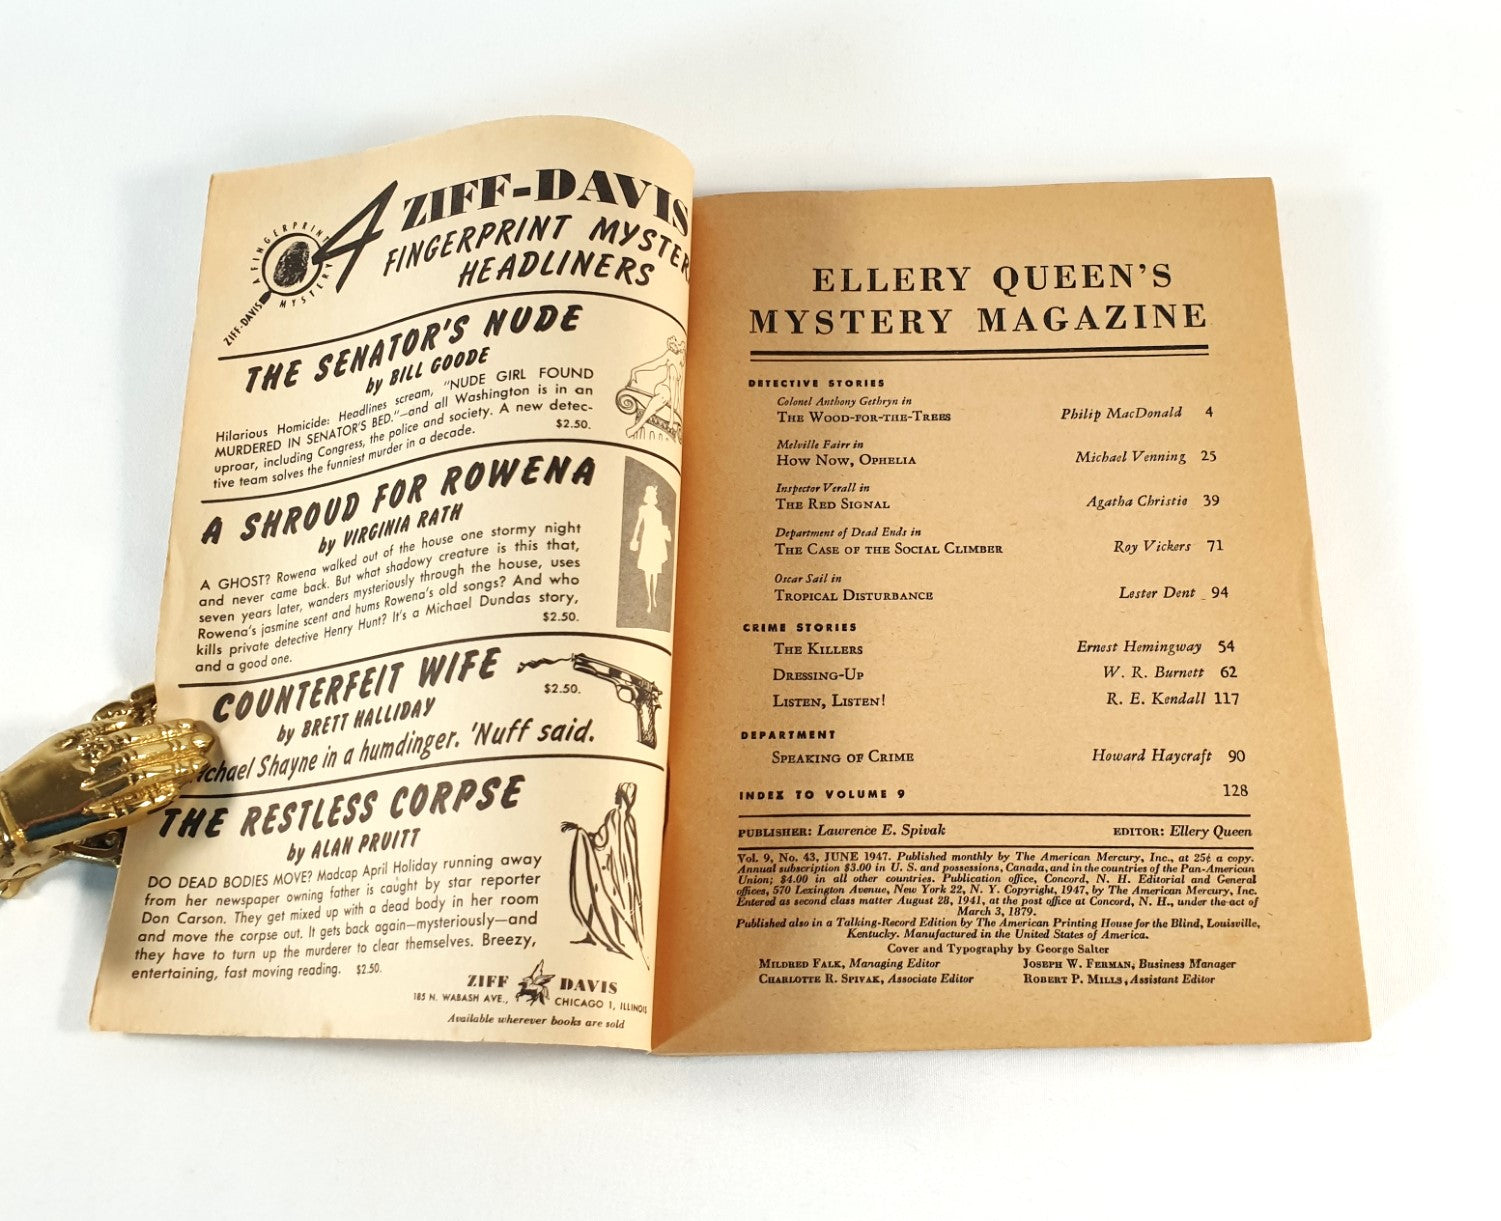 A FINGERPRINT MYSTERY
ZIFF-DAVIS
4 ZIFF-DAVIS
FINGERPRINT MYSTER
HEADLINERS
THE SENATOR'S NUDE
by BILL GOODE
Hilarious Homicide: Headlines scream, "NUDE GIRL FOUND
MURDERED IN SENATOR'S BED."—and all Washington is in an
uproar, including Congress, the police and society. A new detec-
tive team solves the funniest murder in a decade. $2.50.
A SHROUD FOR ROWENA
by VIRGINIA RATH
A GHOST? Rowena walked out of the house one stormy night
and never came back. But what shadowy creature is this that,
seven years later, wanders mysteriously through the house, uses
Rowena's jasmine scent and hums Rowena's old songs? And who
kills private detective Henry Hunt? It's a Michael Dundas story,
and a good one. $2.50.
COUNTERFEIT WIFE
by BRETT HALLIDAY $2.50.
ichael Shayne in a humdinger. 'Nuff said.
THE RESTLESS CORPSE
by ALAN PRUITT
DO DEAD BODIES MOVE? Madcap April Holiday running away
from her newspaper owning father is caught by star reporter
Don Carson. They get mixed up with a dead body in her room
and move the corpse out. It gets back again—mysteriously—and
they have to turn up the murderer to clear themselves. Breezy,
entertaining, fast moving reading. $2.50.
ZIFF DAVIS
185 N. WABASH AVE., CHICAGO 1, ILLINOIS
Available wherever books are sold
ELLERY QUEEN'S
MYSTERY MAGAZINE
DETECTIVE STORIES
Colonel Anthony Gethryn in
THE WOOD-FOR-THE-TREES Philip MacDonald 4
Melville Fairr in
HOW NOW, OPHELIA Michael Venning 25
Inspector Verall in
THE RED SIGNAL Agatha Christie 39
Department of Dead Ends in
THE CASE OF THE SOCIAL CLIMBER Roy Vickers 71
Oscar Sail in
TROPICAL DISTURBANCE Lester Dent 94
CRIME STORIES
THE KILLERS Ernest Hemingway 54
DRESSING-UP W. R. Burnett 62
LISTEN, LISTEN! R. E. Kendall 117
DEPARTMENT
SPEAKING OF CRIME Howard Haycraft 90
INDEX TO VOLUME 9 128
PUBLISHER: Lawrence E. Spivak EDITOR: Ellery Queen
Vol. 9, No. 43, JUNE 1947. Published monthly by The American Mercury, Inc., at 25¢ a copy.
Annual subscription $3.00 in U. S. and possessions, Canada, and in the countries of the Pan-American
Union; $4.00 in all other countries. Publication office, Concord, N. H. Editorial and General
offices, 570 Lexington Avenue, New York 22, N. Y. Copyright, 1947, by The American Mercury, Inc.
Entered as second class matter August 28, 1941, at the post office at Concord, N. H., under the act of
March 3, 1879.
Published also in a Talking-Record Edition by The American Printing House for the Blind, Louisville,
Kentucky. Manufactured in the United States of America.
Cover and Typography by George Salter
MILDRED FALK, Managing Editor JOSEPH W. FERMAN, Business Manager
CHARLOTTE R. SPIVAK, Associate Editor ROBERT P. MILLS, Assistant Editor